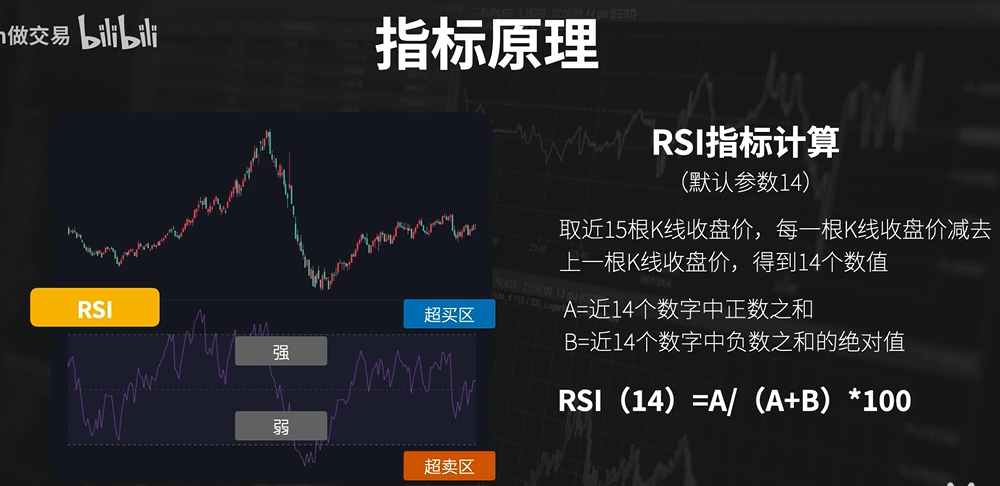 n做交易 bilibili
指标原理
RSI指标计算
（默认参数14）
取近15根K线收盘价，每一根K线收盘价减去
上一根K线收盘价，得到14个数值
A=近14个数字中正数之和
B=近14个数字中负数之和的绝对值
RSI（14）=A/（A+B）*100
RSI
超买区
强
弱
超卖区